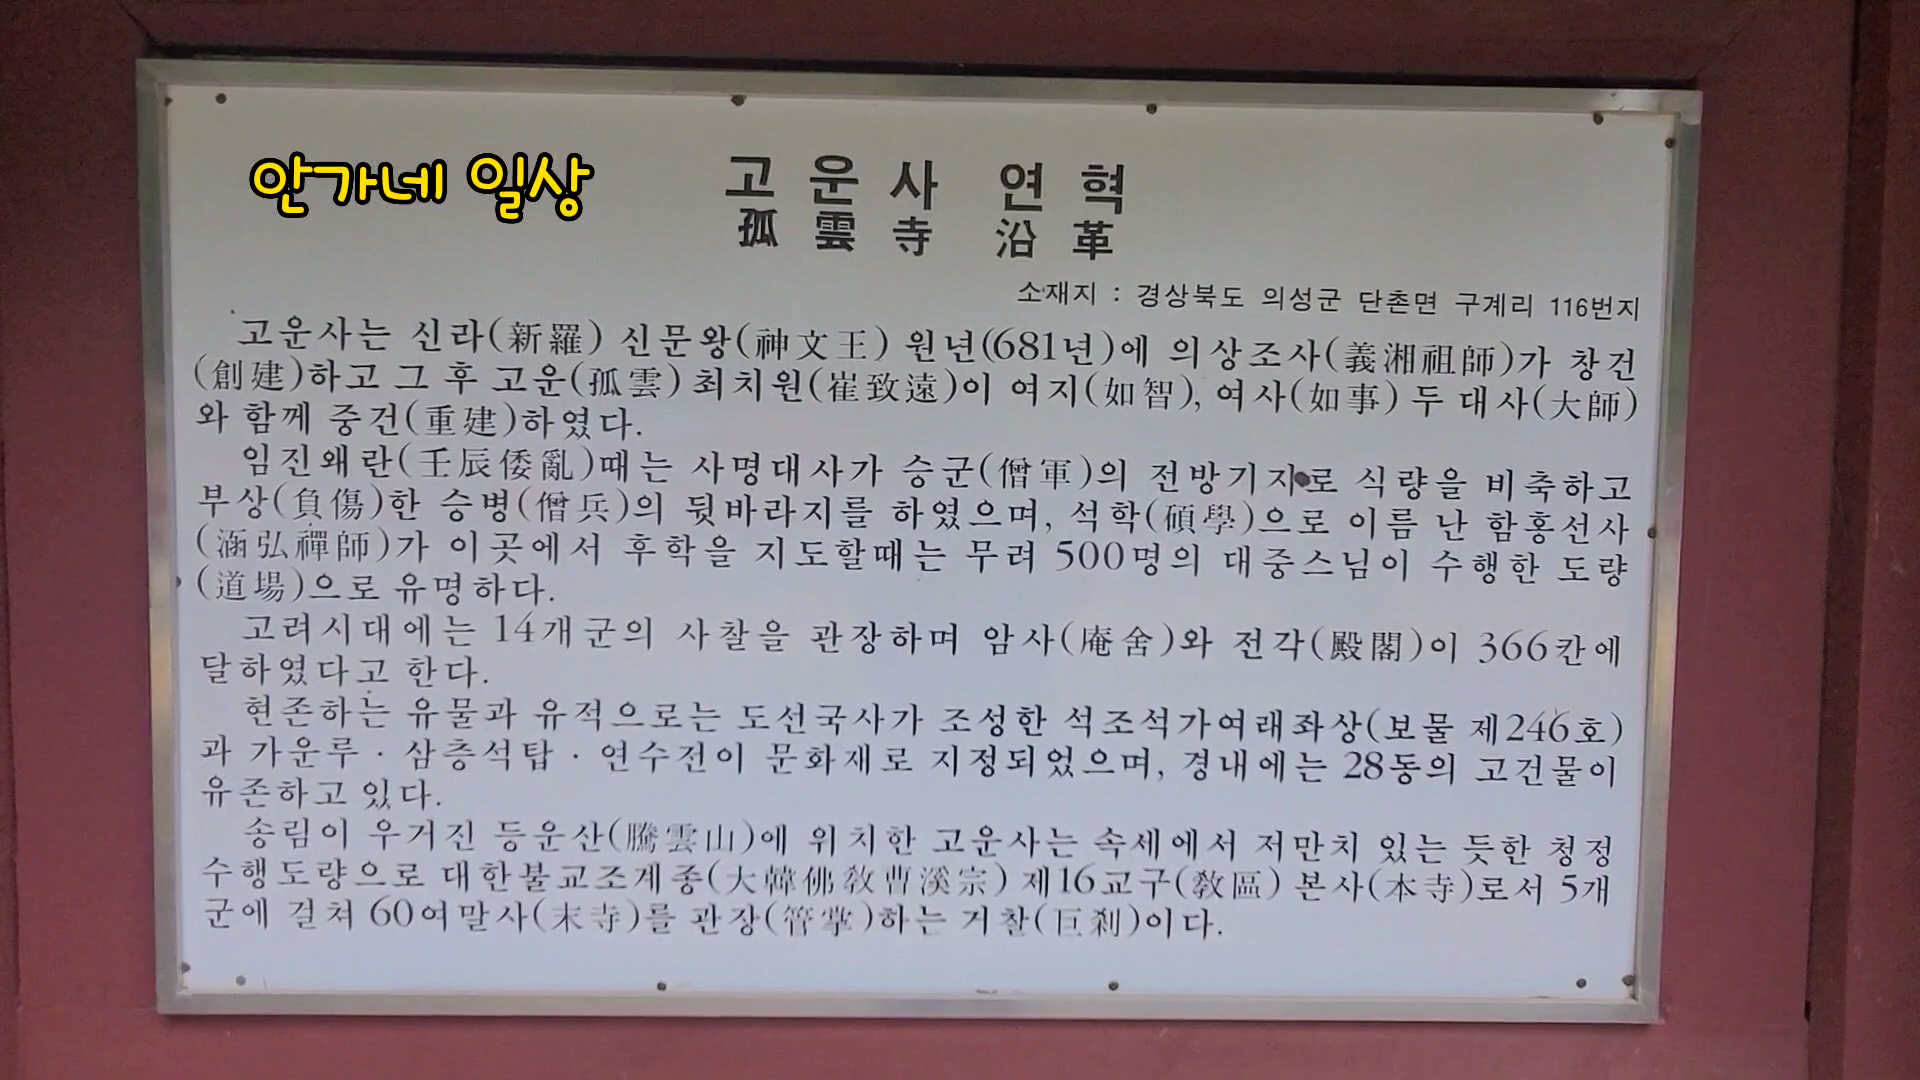 안가네 일상
고운사 연혁
孤雲寺 沿革
소재지 : 경상북도 의성군 단촌면 구계리 116번지
고운사는 신라(新羅) 신문왕(神文王) 원년(681년)에 의상조사(義湘祖師)가 창건
(創建)하고 그 후 고운(孤雲) 최치원(崔致遠)이 여지(如智), 여사(如事) 두 대사(大師)
와 함께 중건(重建)하였다.
임진왜란(壬辰倭亂)때는 사명대사가 승군(僧軍)의 전방기지로 식량을 비축하고
부상(負傷)한 승병(僧兵)의 뒷바라지를 하였으며, 석학(碩學)으로 이름 난 함홍선사
(涵弘禪師)가 이곳에서 후학을 지도할때는 무려 500명의 대중스님이 수행한 도량
(道場)으로 유명하다.
고려시대에는 14개군의 사찰을 관장하며 암사(庵舍)와 전각(殿閣)이 366칸에
달하였다고 한다.
현존하는 유물과 유적으로는 도선국사가 조성한 석조석가여래좌상(보물 제246호)
과 가운루 · 삼층석탑 · 연수전이 문화재로 지정되었으며, 경내에는 28동의 고건물이
유존하고 있다.
송림이 우거진 등운산(騰雲山)에 위치한 고운사는 속세에서 저만치 있는 듯한 청정
수행도량으로 대한불교조계종(大韓佛敎曹溪宗) 제16교구(敎區) 본사(本寺)로서 5개
군에 걸쳐 60여말사(末寺)를 관장(管掌)하는 거찰(巨刹)이다.